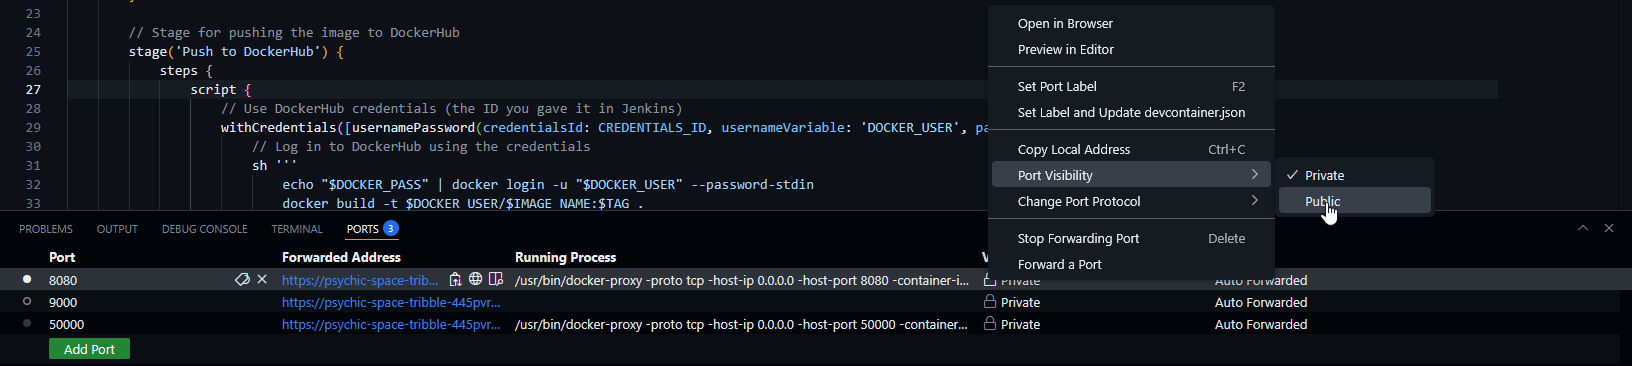 23
24 // Stage for pushing the image to DockerHub
25 stage('Push to DockerHub') {
26 steps {
27 script {
28 // Use DockerHub credentials (the ID you gave it in Jenkins)
29 withCredentials([usernamePassword(credentialsId: CREDENTIALS_ID, usernameVariable: 'DOCKER_USER', pa
30 // Log in to DockerHub using the credentials
31 sh '''
32 echo "$DOCKER_PASS" | docker login -u "$DOCKER_USER" --password-stdin
33 docker build -t $DOCKER_USER/$IMAGE_NAME:$TAG .
Open in Browser
Preview in Editor
Set Port Label F2
Set Label and Update devcontainer.json
Copy Local Address Ctrl+C
Port Visibility
Change Port Protocol
Stop Forwarding Port Delete
Forward a Port
Private
Public
PROBLEMS OUTPUT DEBUG CONSOLE TERMINAL PORTS 3
Port Forwarded Address Running Process
8080 https://psychic-space-trib... /usr/bin/docker-proxy -proto tcp -host-ip 0.0.0.0 -host-port 8080 -container-i... Private Auto Forwarded
9000 https://psychic-space-tribble-445pvr... Private Auto Forwarded
50000 https://psychic-space-tribble-445pvr... /usr/bin/docker-proxy -proto tcp -host-ip 0.0.0.0 -host-port 50000 -container... Private Auto Forwarded
Add Port